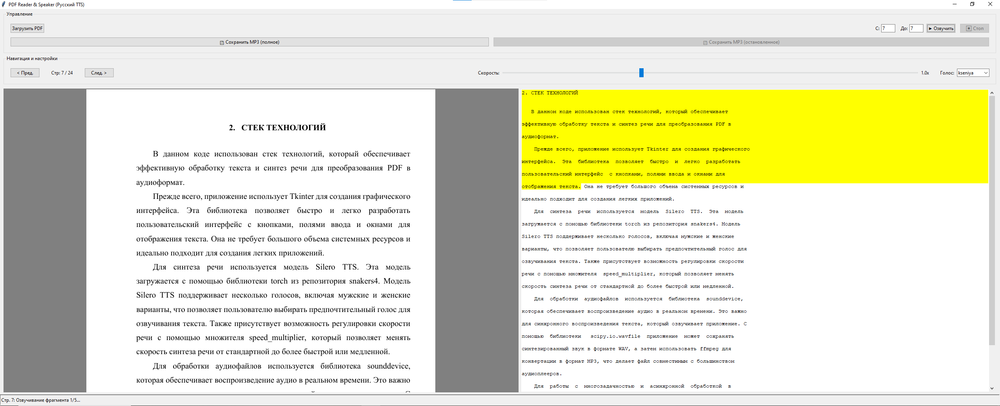 PDF Reader & Speaker (Русский TTS)
Управление
Загрузить PDF
С: 7 До: 7 ► Озвучить Стоп
Сохранить MP3 (полное)
Сохранить MP3 (остановленное)
Навигация и настройки
< Пред. Стр: 7 / 24 След. > Скорость: 1.0x Голос: kseniya
2. СТЕК ТЕХНОЛОГИЙ
В данном коде использован стек технологий, который обеспечивает
эффективную обработку текста и синтез речи для преобразования PDF в
аудиоформат.
Прежде всего, приложение использует Tkinter для создания графического
интерфейса. Эта библиотека позволяет быстро и легко разработать
пользовательский интерфейс с кнопками, полями ввода и окнами для
отображения текста. Она не требует большого объема системных ресурсов и
идеально подходит для создания легких приложений.
Для синтеза речи используется модель Silero TTS. Эта модель
загружается с помощью библиотеки torch из репозитория snakers4. Модель
Silero TTS поддерживает несколько голосов, включая мужские и женские
варианты, что позволяет пользователю выбирать предпочтительный голос для
озвучивания текста. Также присутствует возможность регулировки скорости
речи с помощью множителя speed_multiplier, который позволяет менять
скорость синтеза речи от стандартной до более быстрой или медленной.
Для обработки аудиофайлов используется библиотека sounddevice,
которая обеспечивает воспроизведение аудио в реальном времени. Это важно
2. СТЕК ТЕХНОЛОГИЙ
В данном коде использован стек технологий, который обеспечивает
эффективную обработку текста и синтез речи для преобразования PDF в
аудиоформат.
Прежде всего, приложение использует Tkinter для создания графического
интерфейса. Эта библиотека позволяет быстро и легко разработать
пользовательский интерфейс с кнопками, полями ввода и окнами для
отображения текста. Она не требует большого объема системных ресурсов и
идеально подходит для создания легких приложений.
Для синтеза речи используется модель Silero TTS. Эта модель
загружается с помощью библиотеки torch из репозитория snakers4. Модель
Silero TTS поддерживает несколько голосов, включая мужские и женские
варианты, что позволяет пользователю выбирать предпочтительный голос для
озвучивания текста. Также присутствует возможность регулировки скорости
речи с помощью множителя speed_multiplier, который позволяет менять
скорость синтеза речи от стандартной до более быстрой или медленной.
Для обработки аудиофайлов используется библиотека sounddevice,
которая обеспечивает воспроизведение аудио в реальном времени. Это важно
для синхронного воспроизведения текста, который озвучивает приложение. С
помощью библиотеки scipy.io.wavfile приложение может сохранять
синтезированный звук в формате WAV, а затем использовать ffmpeg для
конвертации в формат MP3, что делает файл совместимым с большинством
аудиоплееров.
Для работы с многозадачностью и асинхронной обработкой в
Стр. 7: Озвучивание фрагмента 1/5...